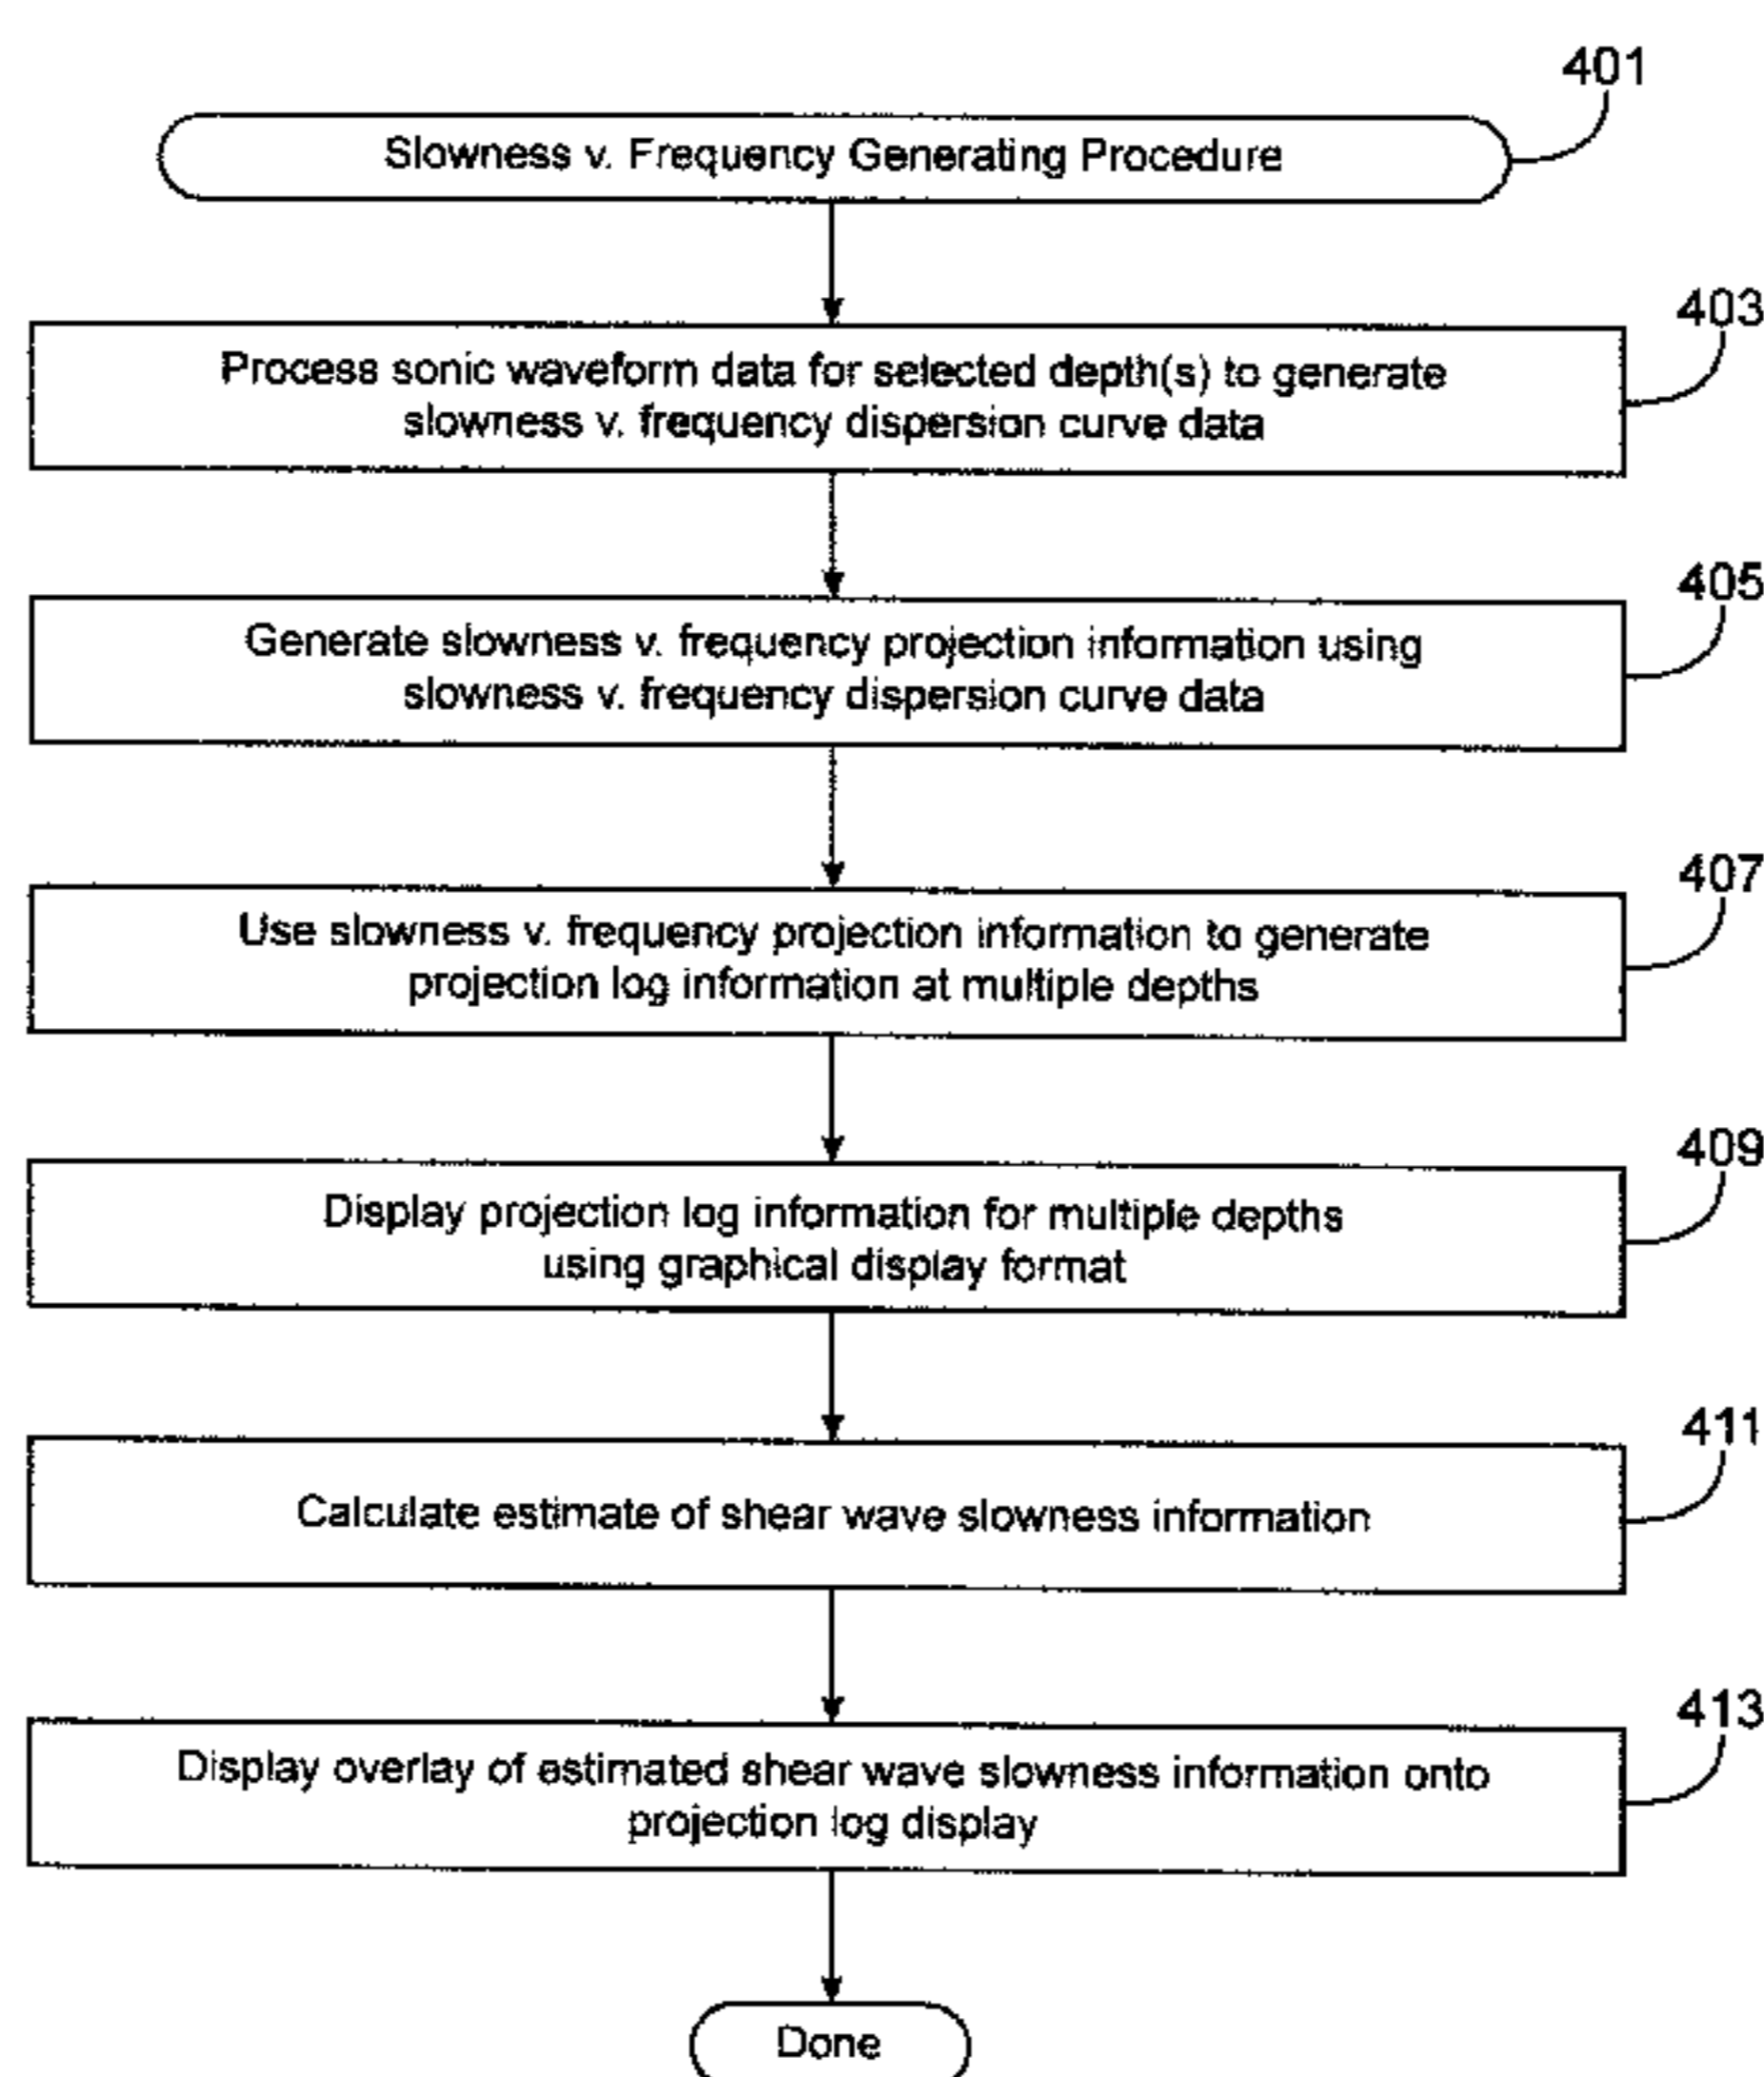 401
Slowness v. Frequency Generating Procedure
403
Process sonic waveform data for selected depth(s) to generate
slowness v. frequency dispersion curve data
405
Generate slowness v. frequency projection information using
slowness v. frequency dispersion curve data
407
Use slowness v. frequency projection information to generate
projection log information at multiple depths
409
Display projection log information for multiple depths
using graphical display format
411
Calculate estimate of shear wave slowness information
413
Display overlay of estimated shear wave slowness information onto
projection log display
Done